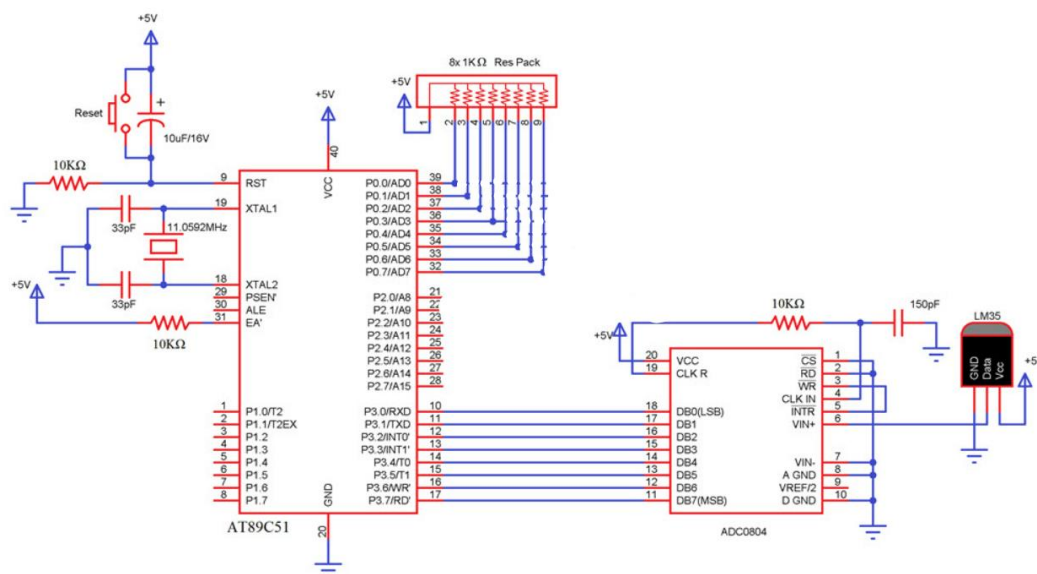 +5V
Reset
+
10uF/16V
10KΩ
33pF
11.0592MHz
33pF
+5V
10KΩ
+5V
+5V
8x 1KΩ Res Pack
1 2 3 4 5 6 7 8 9
40
VCC
9 RST
19 XTAL1
18 XTAL2
29 PSEN'
30 ALE
31 EA'
1 P1.0/T2
2 P1.1/T2EX
3 P1.2
4 P1.3
5 P1.4
6 P1.5
7 P1.6
8 P1.7
P0.0/AD0 39
P0.1/AD1 38
P0.2/AD2 37
P0.3/AD3 36
P0.4/AD4 35
P0.5/AD5 34
P0.6/AD6 33
P0.7/AD7 32
P2.0/A8 21
P2.1/A9 22
P2.2/A10 23
P2.3/A11 24
P2.4/A12 25
P2.5/A13 26
P2.6/A14 27
P2.7/A15 28
P3.0/RXD 10
P3.1/TXD 11
P3.2/INT0' 12
P3.3/INT1' 13
P3.4/T0 14
P3.5/T1 15
P3.6/WR' 16
P3.7/RD' 17
GND
20
AT89C51
+5V
10KΩ
150pF
20 VCC
19 CLK R
18 DB0(LSB)
17 DB1
16 DB2
15 DB3
14 DB4
13 DB5
12 DB6
11 DB7(MSB)
CS 1
RD 2
WR 3
CLK IN 4
INTR 5
VIN+ 6
VIN- 7
A GND 8
VREF/2 9
D GND 10
ADC0804
LM35
GND
Data
Vcc
+5